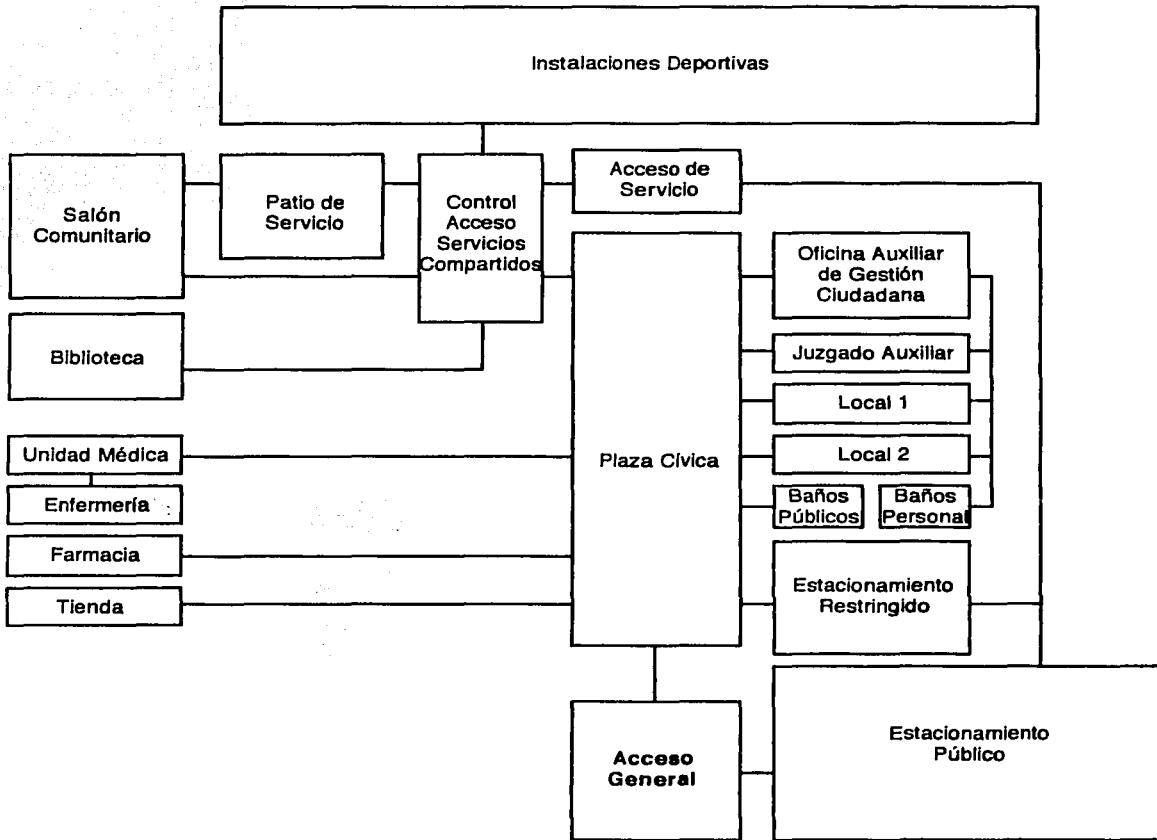 Instalaciones Deportivas
Salón
Comunitario
Patio de
Servicio
Control
Acceso
Servicios
Compartidos
Acceso de
Servicio
Biblioteca
Unidad Médica
Enfermería
Farmacia
Tienda
Plaza Cívica
Oficina Auxiliar
de Gestión
Ciudadana
Juzgado Auxiliar
Local 1
Local 2
Baños
Públicos
Baños
Personal
Estacionamiento
Restringido
Acceso
General
Estacionamiento
Público